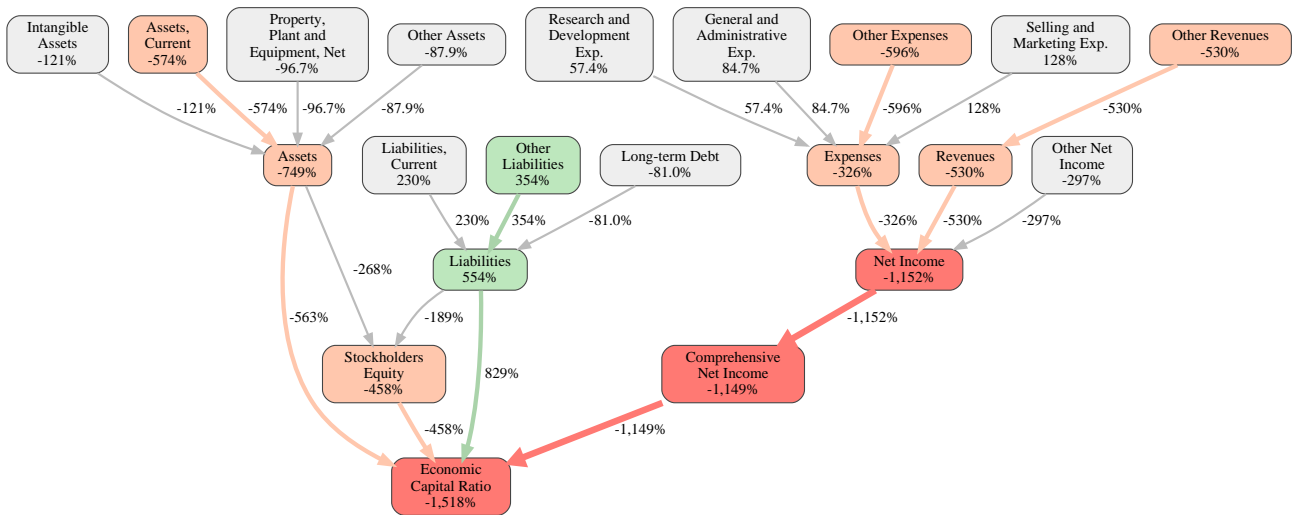 Intangible
Assets
-121%
Assets,
Current
-574%
Property,
Plant and
Equipment, Net
-96.7%
Other Assets
-87.9%
Research and
Development
Exp.
57.4%
General and
Administrative
Exp.
84.7%
Other Expenses
-596%
Selling and
Marketing Exp.
128%
Other Revenues
-530%
-121%
-574%
-96.7%
-87.9%
57.4%
84.7%
-596%
128%
-530%
Assets
-749%
Liabilities,
Current
230%
Other
Liabilities
354%
Long-term Debt
-81.0%
Expenses
-326%
Revenues
-530%
Other Net
Income
-297%
230%
354%
-81.0%
-326%
-530%
-297%
-268%
Liabilities
554%
Net Income
-1,152%
-563%
-189%
-1,152%
Stockholders
Equity
-458%
829%
Comprehensive
Net Income
-1,149%
-458%
-1,149%
Economic
Capital Ratio
-1,518%